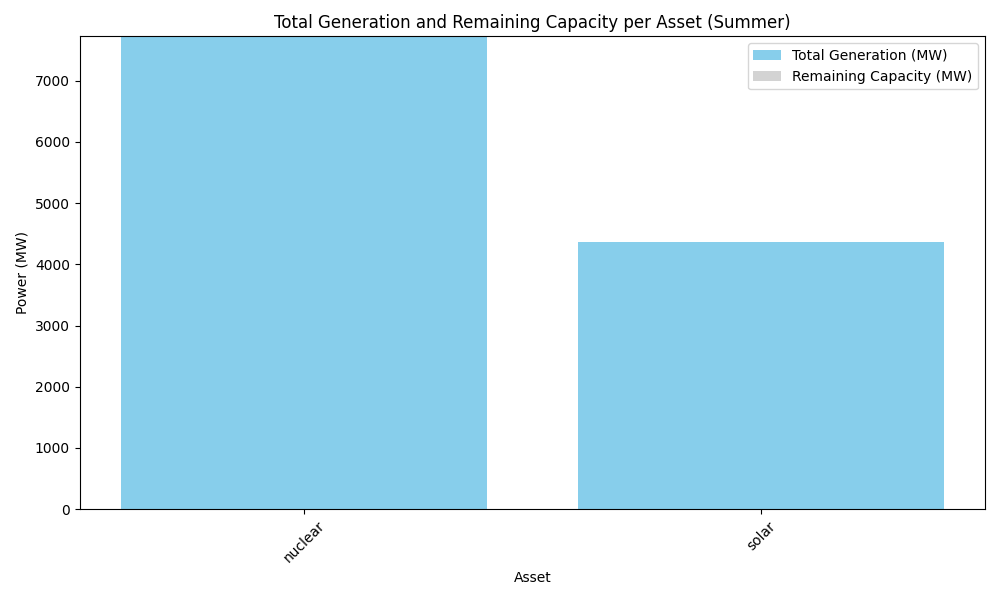 Total Generation and Remaining Capacity per Asset (Summer)
Total Generation (MW)
Remaining Capacity (MW)
Power (MW)
7000
6000
5000
4000
3000
2000
1000
0
nuclear
solar
Asset